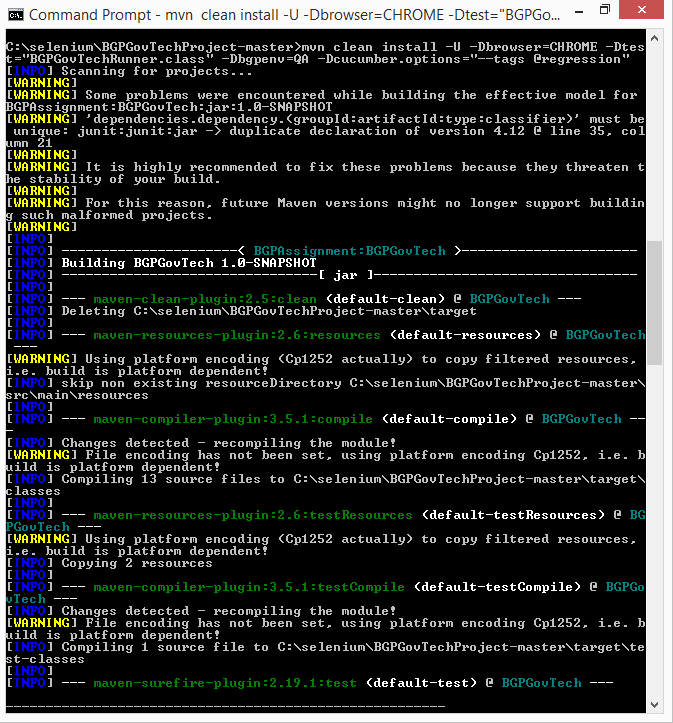 Command Prompt - mvn  clean install -U -Dbrowser=CHROME -Dtest="BGPGo...
C:\selenium\BGPGovTechProject-master>mvn clean install -U -Dbrowser=CHROME -Dtes
t="BGPGovTechRunner.class" -Dbgpenv=QA -Dcucumber.options="--tags @regression"
[INFO] Scanning for projects...
[WARNING]
[WARNING] Some problems were encountered while building the effective model for
BGPAssignment:BGPGovTech:jar:1.0-SNAPSHOT
[WARNING] 'dependencies.dependency.(groupId:artifactId:type:classifier)' must be
 unique: junit:junit:jar -> duplicate declaration of version 4.12 @ line 35, col
umn 21
[WARNING]
[WARNING] It is highly recommended to fix these problems because they threaten t
he stability of your build.
[WARNING]
[WARNING] For this reason, future Maven versions might no longer support buildin
g such malformed projects.
[WARNING]
[INFO]
[INFO] ----------------------< BGPAssignment:BGPGovTech >----------------------
[INFO] Building BGPGovTech 1.0-SNAPSHOT
[INFO] --------------------------------[ jar ]---------------------------------
[INFO]
[INFO] --- maven-clean-plugin:2.5:clean (default-clean) @ BGPGovTech ---
[INFO] Deleting C:\selenium\BGPGovTechProject-master\target
[INFO]
[INFO] --- maven-resources-plugin:2.6:resources (default-resources) @ BGPGovTech
 ---
[WARNING] Using platform encoding (Cp1252 actually) to copy filtered resources,
i.e. build is platform dependent!
[INFO] skip non existing resourceDirectory C:\selenium\BGPGovTechProject-master\
src\main\resources
[INFO]
[INFO] --- maven-compiler-plugin:3.5.1:compile (default-compile) @ BGPGovTech --
-
[INFO] Changes detected - recompiling the module!
[WARNING] File encoding has not been set, using platform encoding Cp1252, i.e. b
uild is platform dependent!
[INFO] Compiling 13 source files to C:\selenium\BGPGovTechProject-master\target\
classes
[INFO]
[INFO] --- maven-resources-plugin:2.6:testResources (default-testResources) @ BG
PGovTech ---
[WARNING] Using platform encoding (Cp1252 actually) to copy filtered resources,
i.e. build is platform dependent!
[INFO] Copying 2 resources
[INFO]
[INFO] --- maven-compiler-plugin:3.5.1:testCompile (default-testCompile) @ BGPGo
vTech ---
[INFO] Changes detected - recompiling the module!
[WARNING] File encoding has not been set, using platform encoding Cp1252, i.e. b
uild is platform dependent!
[INFO] Compiling 1 source file to C:\selenium\BGPGovTechProject-master\target\te
st-classes
[INFO]
[INFO] --- maven-surefire-plugin:2.19.1:test (default-test) @ BGPGovTech ---
-------------------------------------------------------